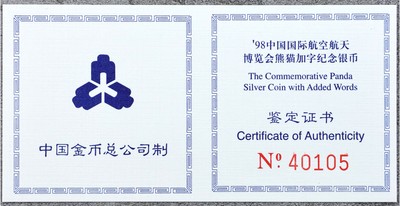 中国金币总公司制
'98中国国际航空航天
博览会熊猫加字纪念银币
The Commemorative Panda
Silver Coin with Added Words
鉴定证书
Certificate of Authenticity
Nº 40105